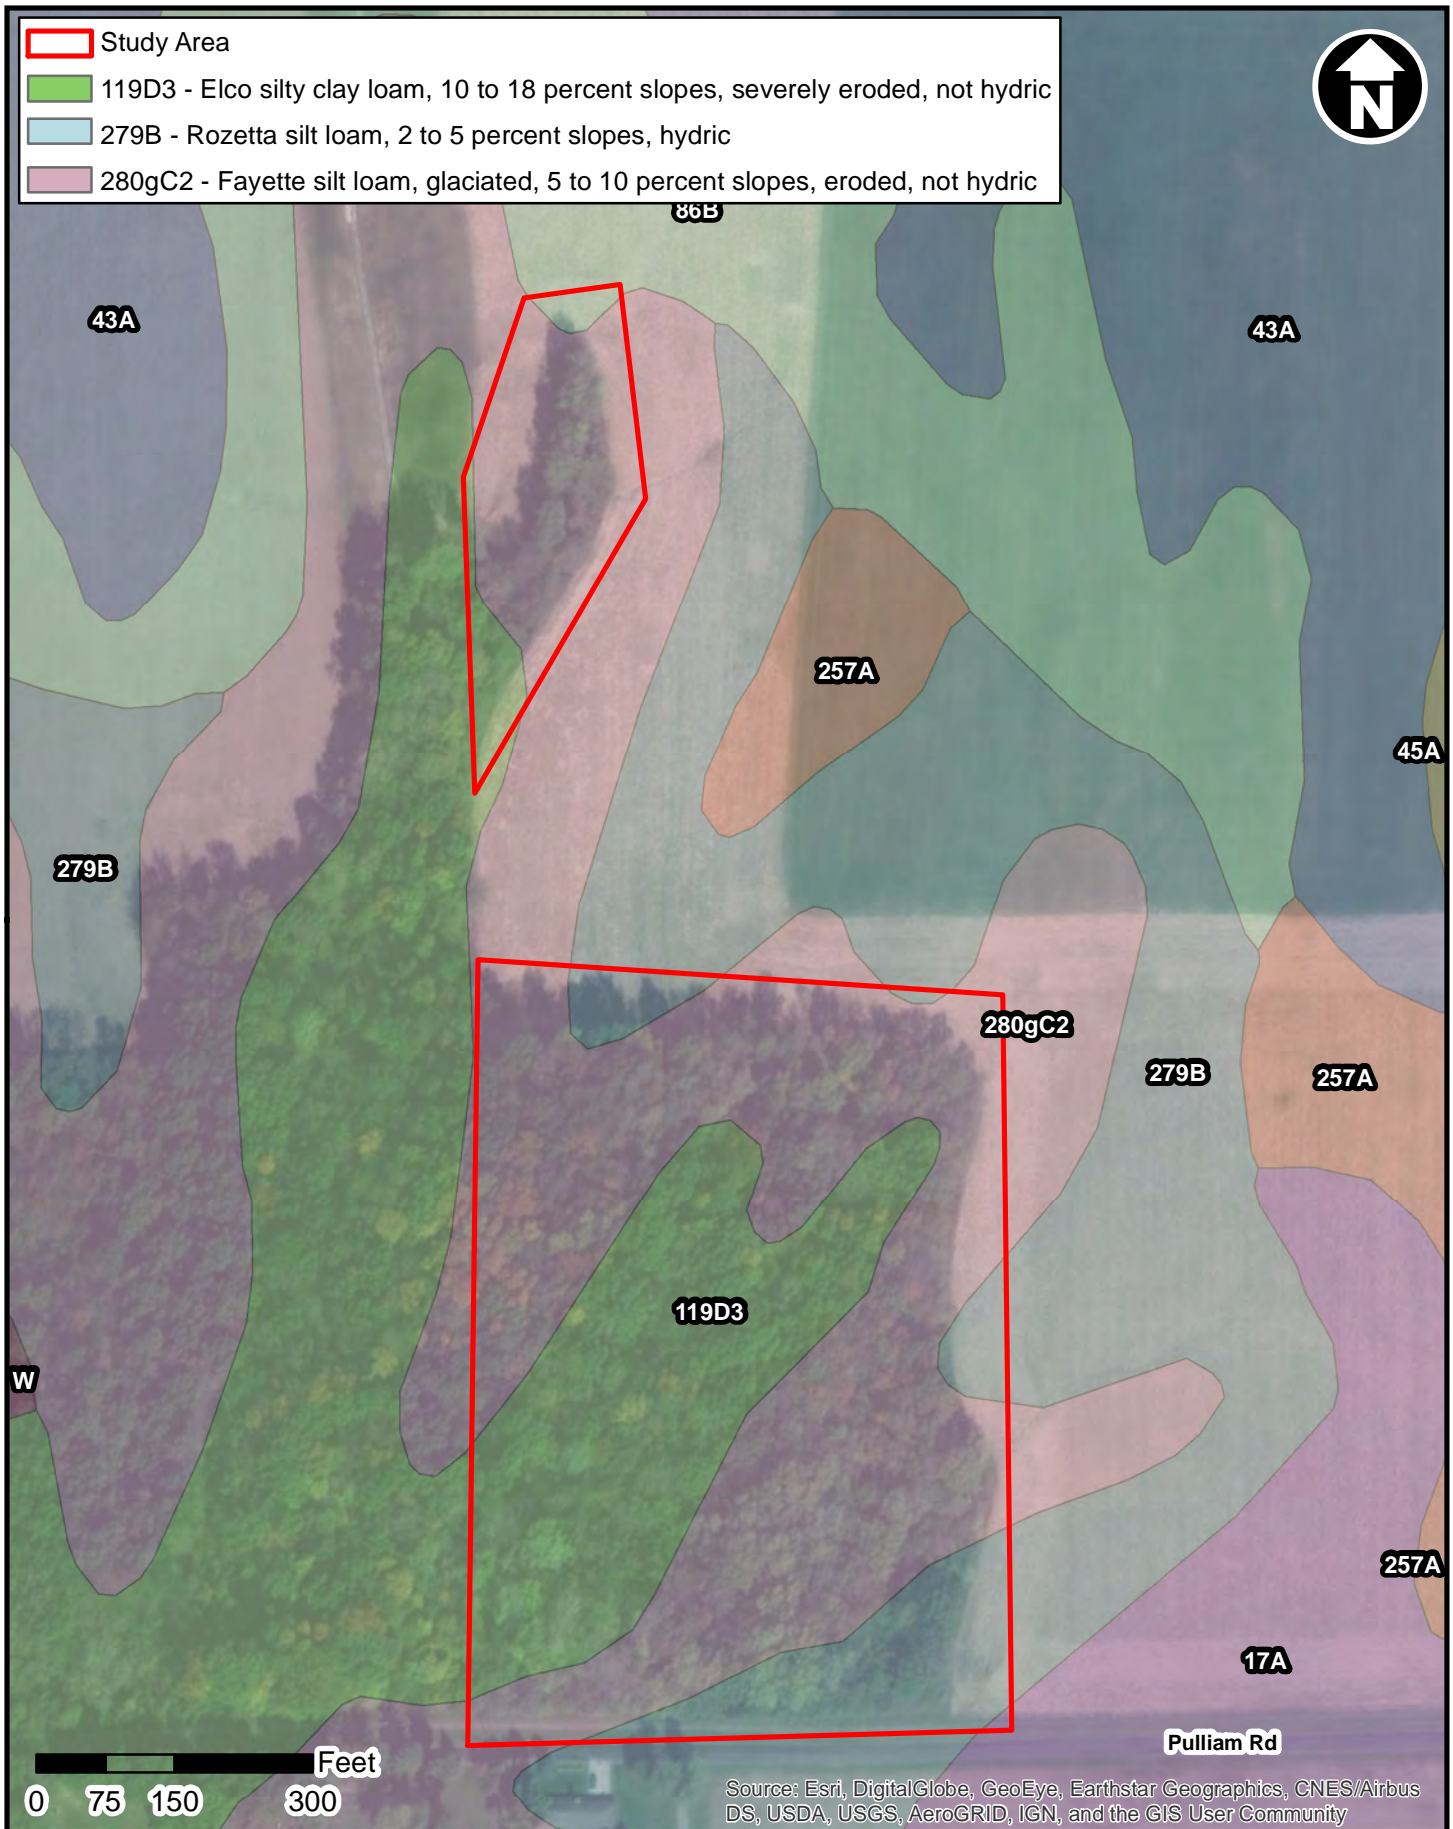 Study Area
119D3 - Elco silty clay loam, 10 to 18 percent slopes, severely eroded, not hydric
279B - Rozetta silt loam, 2 to 5 percent slopes, hydric
280gC2 - Fayette silt loam, glaciated, 5 to 10 percent slopes, eroded, not hydric
N
86B
43A
43A
257A
45A
279B
280gC2
279B
257A
119D3
W
257A
17A
Pulliam Rd
Feet
0 75 150 300
Source: Esri, DigitalGlobe, GeoEye, Earthstar Geographics, CNES/Airbus
DS, USDA, USGS, AeroGRID, IGN, and the GIS User Community